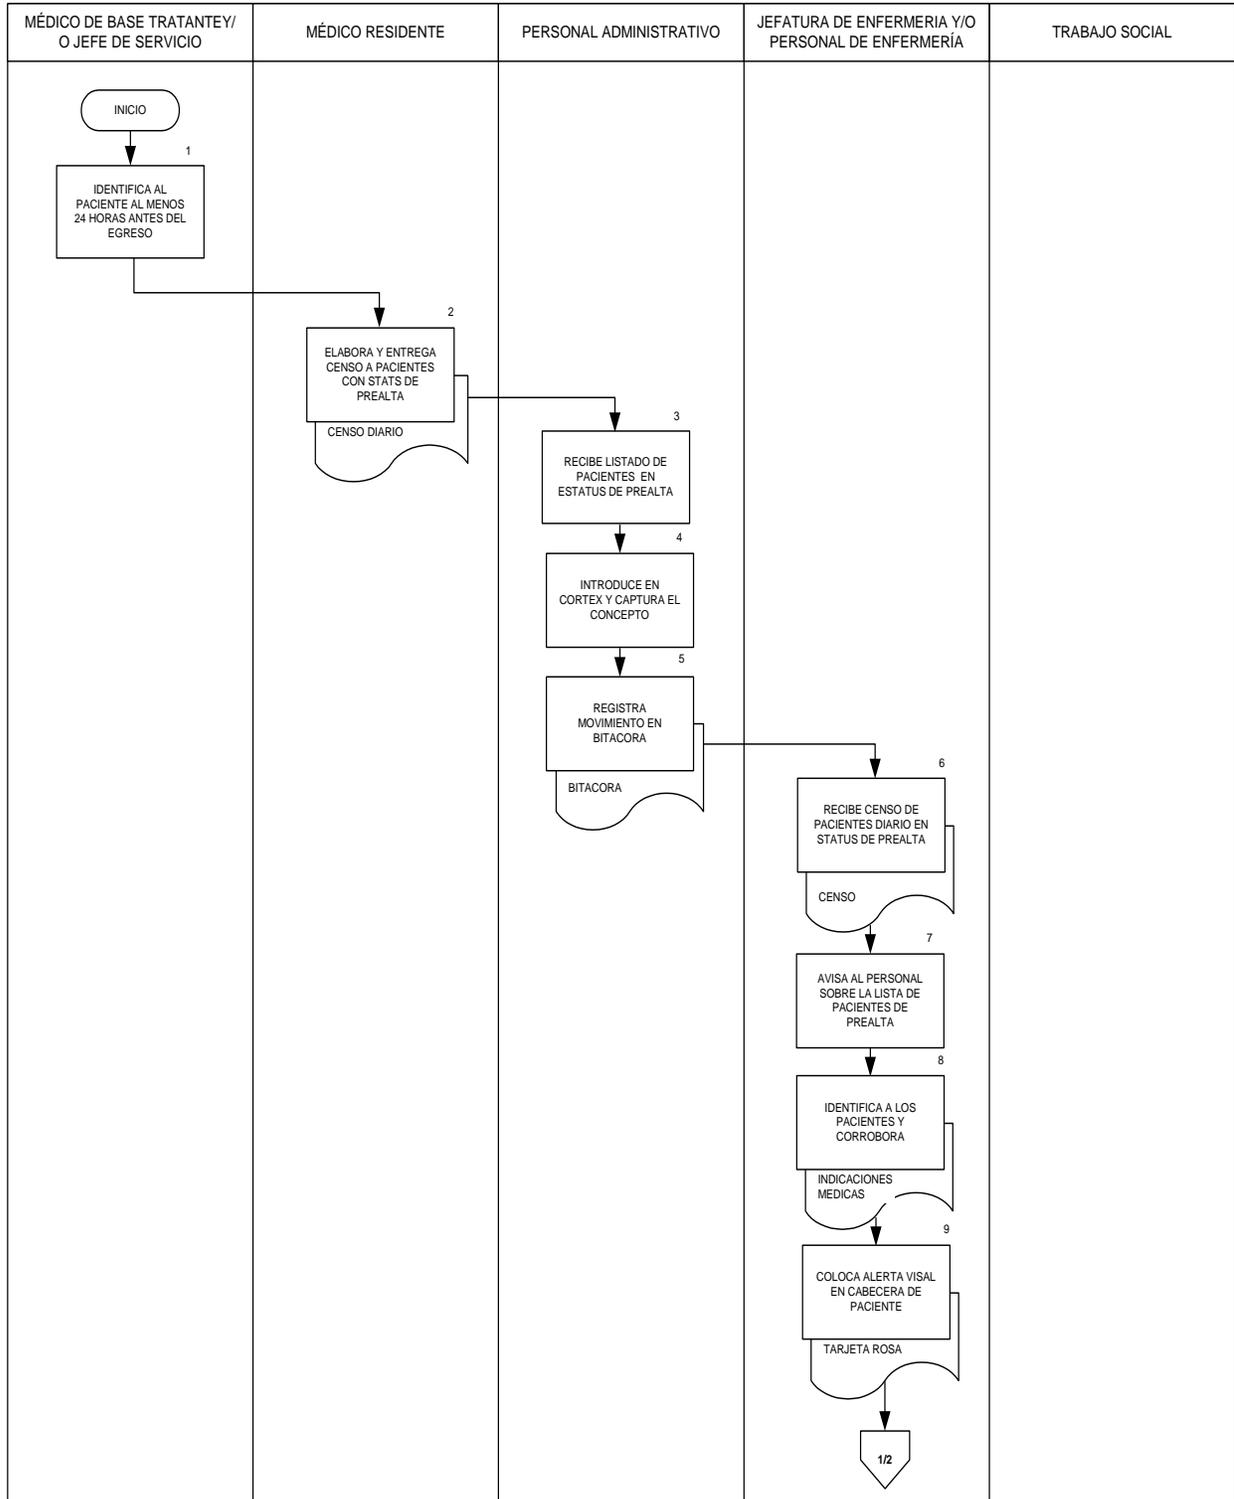 MÉDICO DE BASE TRATANTEY/
O JEFE DE SERVICIO
MÉDICO RESIDENTE
PERSONAL ADMINISTRATIVO
JEFATURA DE ENFERMERIA Y/O
PERSONAL DE ENFERMERÍA
TRABAJO SOCIAL
INICIO
1
IDENTIFICA AL
PACIENTE AL MENOS
24 HORAS ANTES DEL
EGRESO
2
ELABORA Y ENTREGA
CENSO A PACIENTES
CON STATS DE
PREALTA
CENSO DIARIO
3
RECIBE LISTADO DE
PACIENTES EN
ESTATUS DE PREALTA
4
INTRODUCE EN
CORTEX Y CAPTURA EL
CONCEPTO
5
REGISTRA
MOVIMIENTO EN
BITACORA
BITACORA
6
RECIBE CENSO DE
PACIENTES DIARIO EN
STATUS DE PREALTA
CENSO
7
AVISA AL PERSONAL
SOBRE LA LISTA DE
PACIENTES DE
PREALTA
8
IDENTIFICA A LOS
PACIENTES Y
CORROBORA
INDICACIONES
MEDICAS
9
COLOCA ALERTA VISAL
EN CABECERA DE
PACIENTE
TARJETA ROSA
1/2